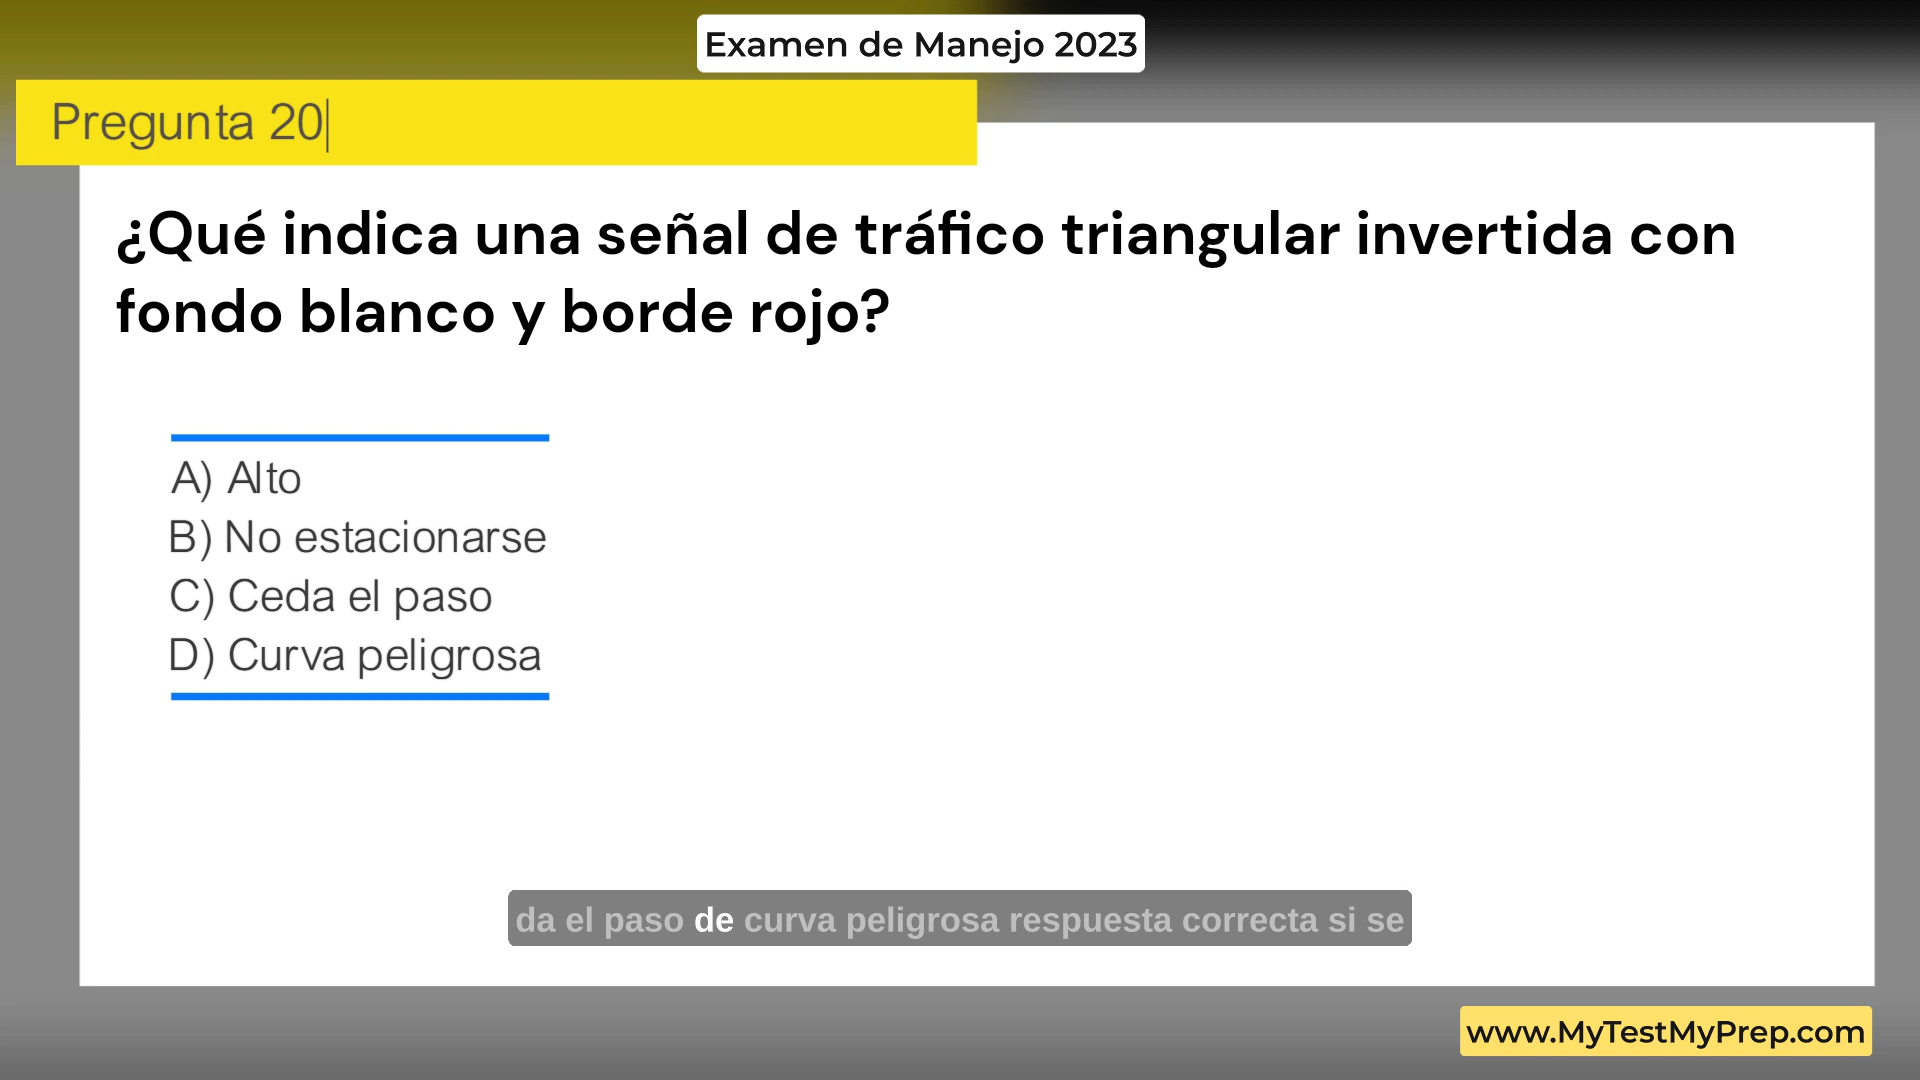 Examen de Manejo 2023
Pregunta 20
¿Qué indica una señal de tráfico triangular invertida con
fondo blanco y borde rojo?
A) Alto
B) No estacionarse
C) Ceda el paso
D) Curva peligrosa
da el paso de curva peligrosa respuesta correcta si se
www.MyTestMyPrep.com